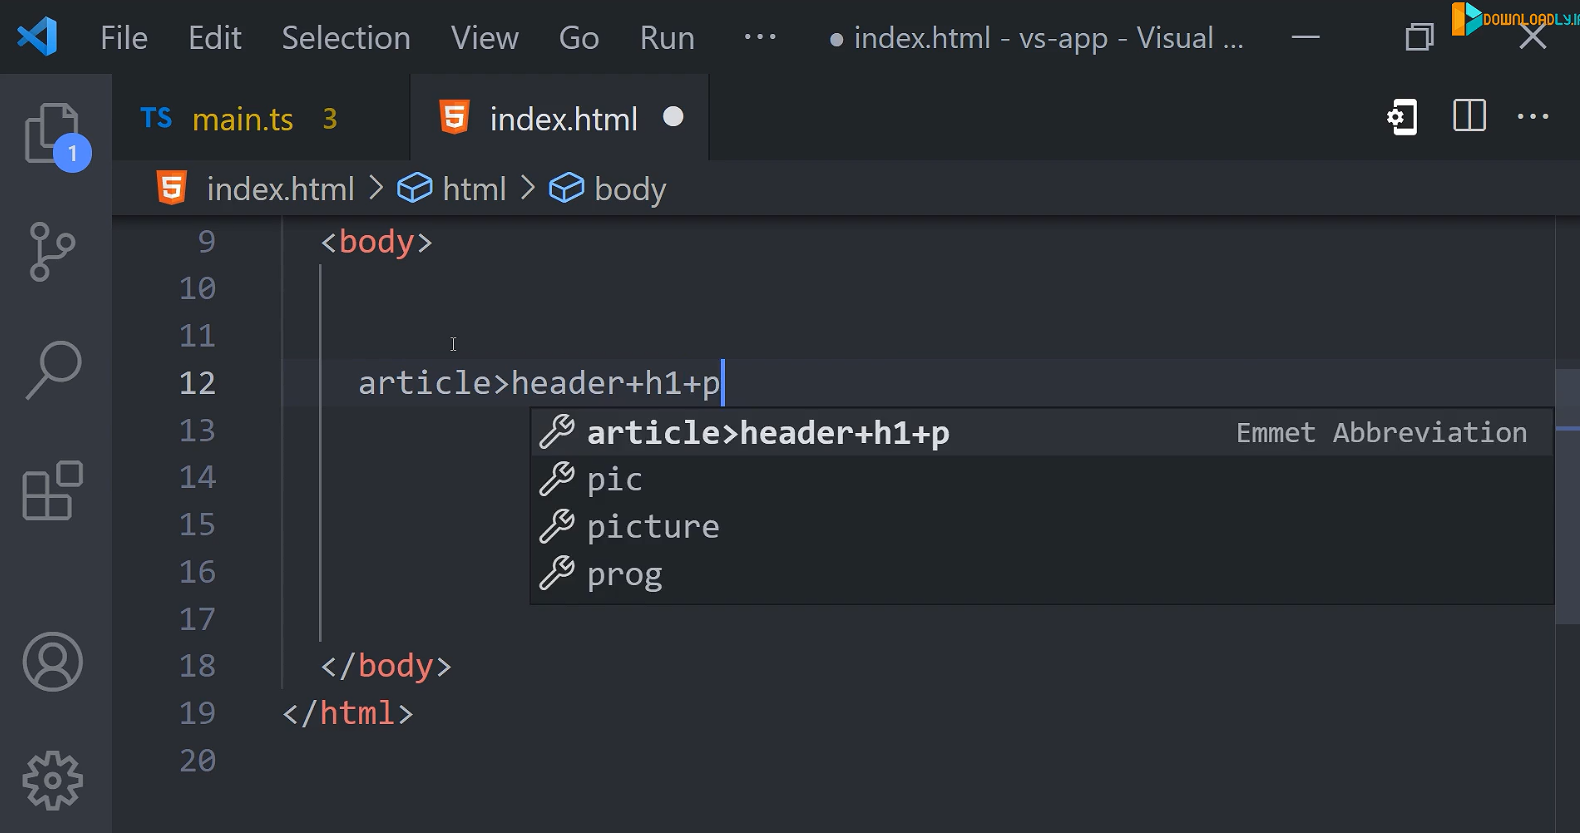 File Edit Selection View Go Run ··· ● index.html - vs-app - Visual ...
DOWNLOADLY.IR
TS main.ts 3 index.html
1
index.html > html > body
9 <body>
10
11
12 article>header+h1+p
article>header+h1+p Emmet Abbreviation
13
14 pic
15
picture
16 prog
17
18 </body>
19 </html>
20